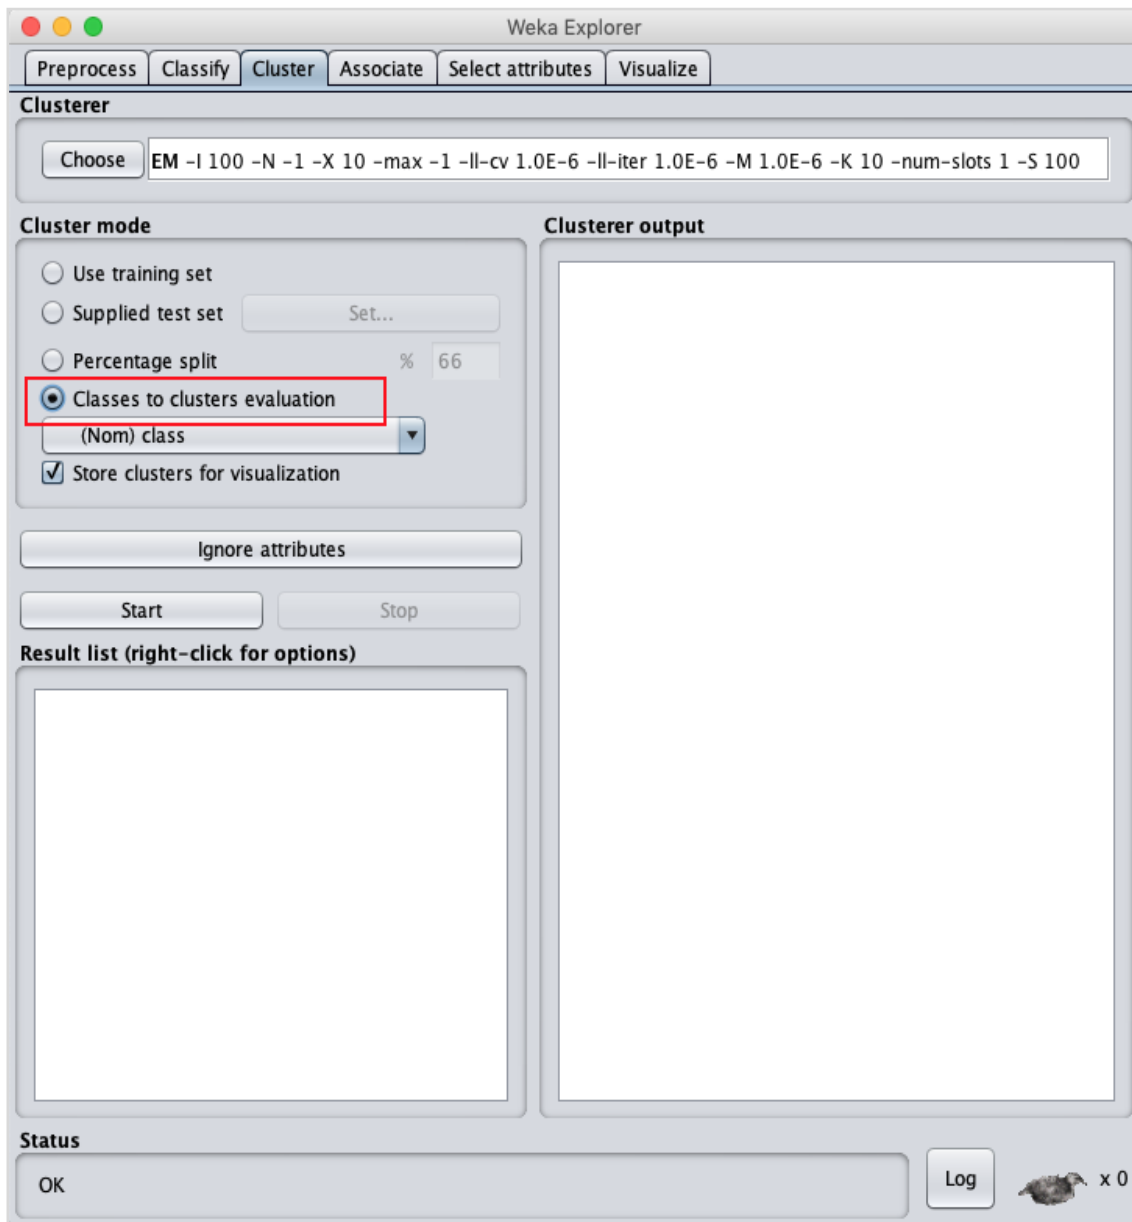 Weka Explorer
Preprocess Classify Cluster Associate Select attributes Visualize
Clusterer
Choose EM -I 100 -N -1 -X 10 -max -1 -ll-cv 1.0E-6 -ll-iter 1.0E-6 -M 1.0E-6 -K 10 -num-slots 1 -S 100
Cluster mode
Use training set
Supplied test set Set...
Percentage split % 66
Classes to clusters evaluation
(Nom) class
Store clusters for visualization
Ignore attributes
Start Stop
Result list (right-click for options)
Clusterer output
Status
OK
Log x 0